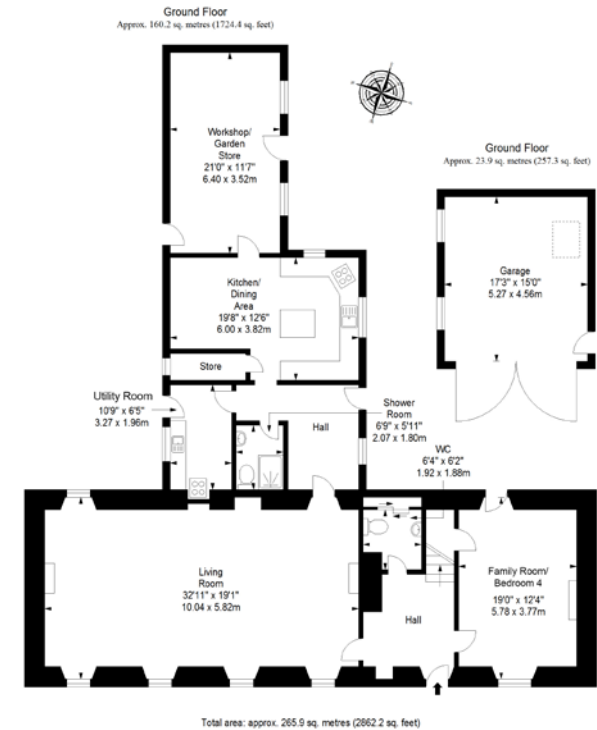 Ground Floor
Approx. 160.2 sq. metres (1724.4 sq. feet)
Workshop/
Garden
Store
21'0" x 11'7"
6.40 x 3.52m
Ground Floor
Approx. 23.9 sq. metres (257.3 sq. feet)
Garage
17'3" x 15'0"
5.27 x 4.56m
Kitchen/
Dining
Area
19'8" x 12'6"
6.00 x 3.82m
Store
Utility Room
10'9" x 6'5"
3.27 x 1.96m
Hall
Shower
Room
6'9" x 5'11"
2.07 x 1.80m
WC
6'4" x 6'2"
1.92 x 1.88m
Living
Room
32'11" x 19'1"
10.04 x 5.82m
Hall
Family Room/
Bedroom 4
19'0" x 12'4"
5.78 x 3.77m
Total area: approx. 265.9 sq. metres (2862.2 sq. feet)